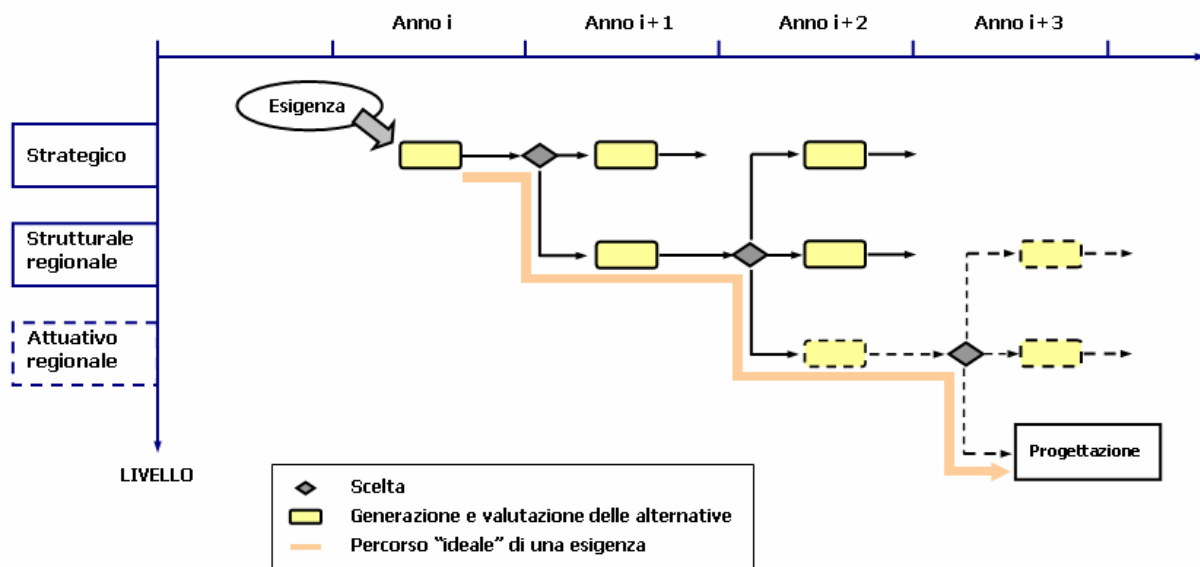 Anno i
Anno i+1
Anno i+2
Anno i+3
Esigenza
Strategico
Strutturale
regionale
Attuativo
regionale
Progettazione
LIVELLO
Scelta
Generazione e valutazione delle alternative
Percorso "ideale" di una esigenza